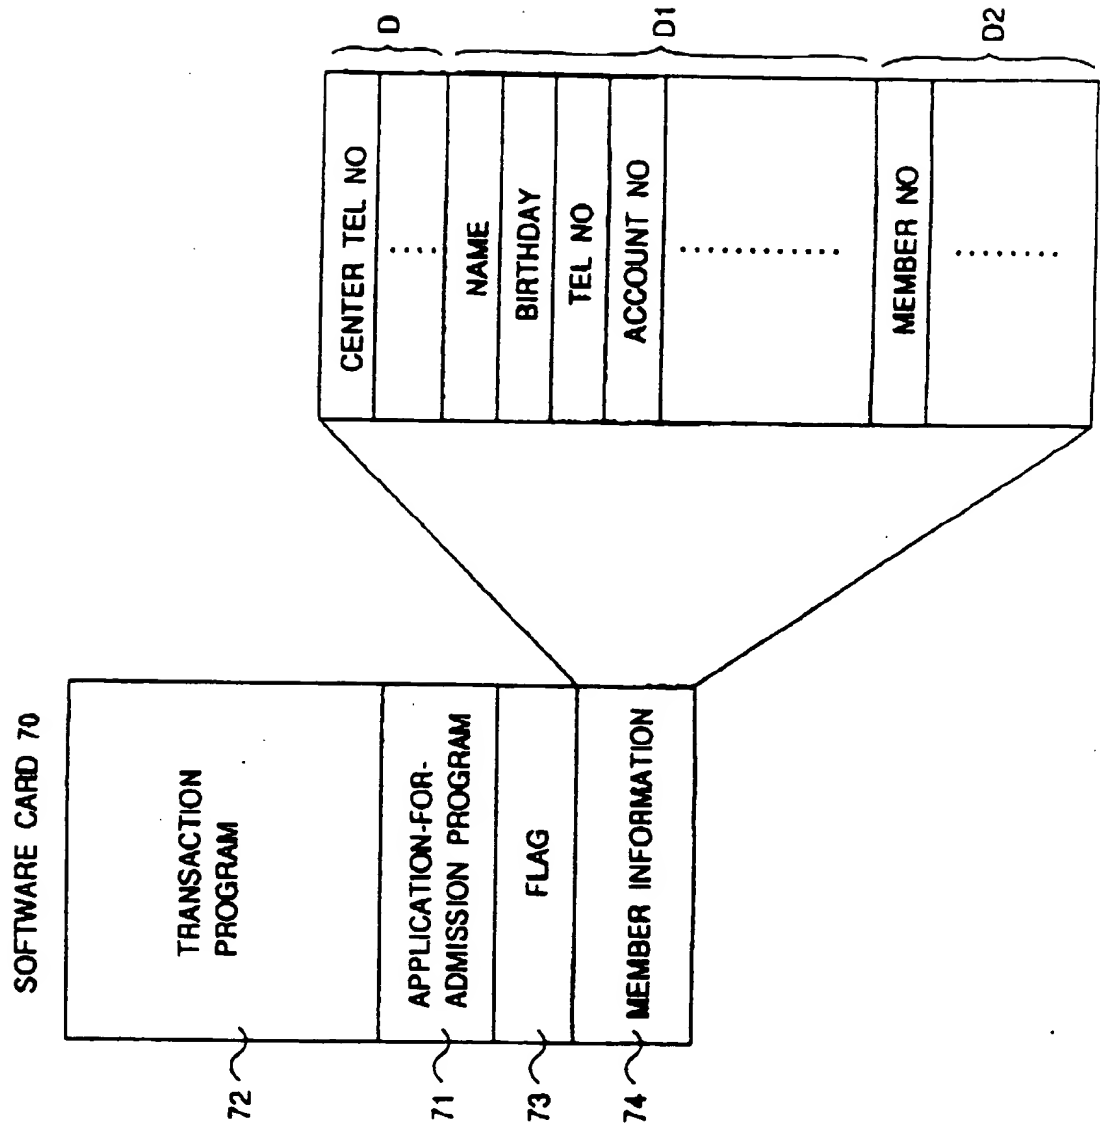 SOFTWARE CARD 70
72
TRANSACTION
PROGRAM
71
APPLICATION-FOR-
ADMISSION PROGRAM
73
FLAG
74
MEMBER INFORMATION
CENTER TEL NO
.....
NAME
BIRTHDAY
TEL NO
ACCOUNT NO
.............
MEMBER NO
........
D
D1
D2